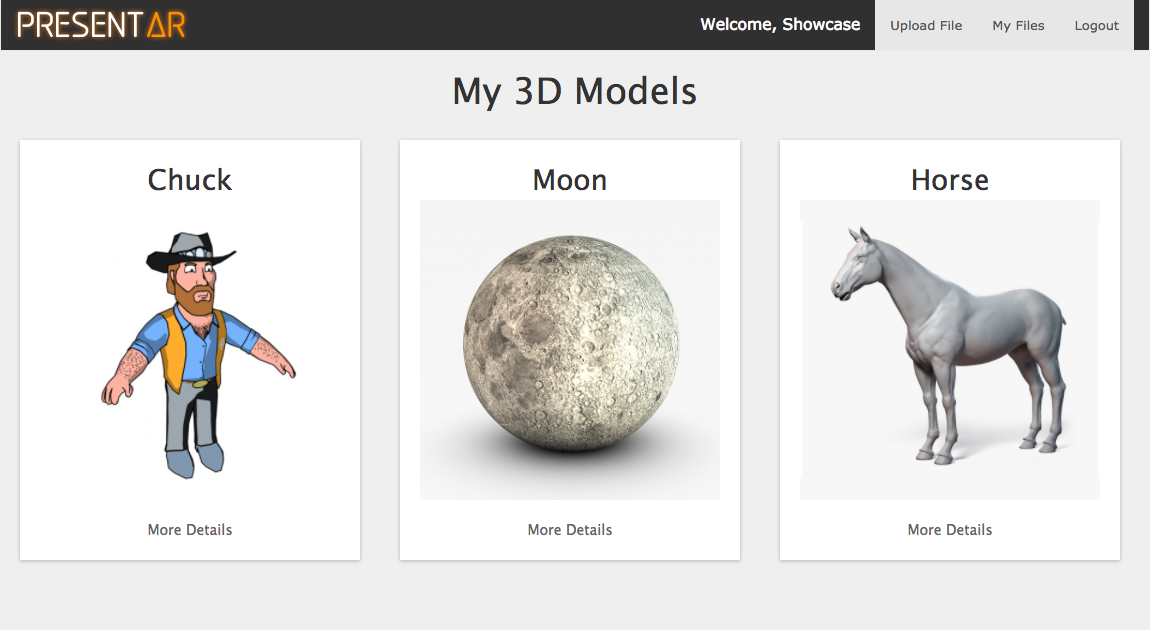 PRESENTAR Welcome, Showcase Upload File My Files Logout
My 3D Models
Chuck Moon Horse
More Details More Details More Details